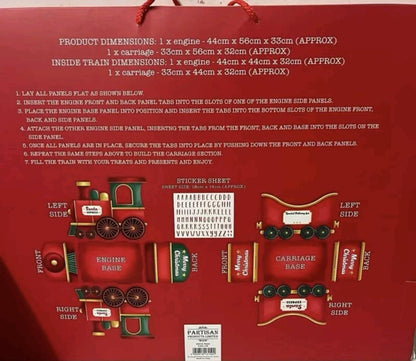 PRODUCT DIMENSIONS: 1 x engine - 44cm x 56cm x 33cm (APPROX)
1 x carriage - 33cm x 56cm x 32cm (APPROX)
INSIDE TRAIN DIMENSIONS: 1 x engine - 44cm x 44cm x 32cm (APPROX)
1 x carriage - 33cm x 44cm x 32cm (APPROX)
1. LAY ALL PANELS FLAT AS SHOWN BELOW.
2. INSERT THE ENGINE FRONT AND BACK PANEL TABS INTO THE SLOTS OF ONE OF THE ENGINE SIDE PANELS.
3. PLACE THE ENGINE BASE PANEL INTO POSITION AND INSERT THE TABS INTO THE BOTTOM SLOTS OF THE ENGINE FRONT,
BACK AND SIDE PANELS.
4. ATTACH THE OTHER ENGINE SIDE PANEL, INSERTING THE TABS FROM THE FRONT, BACK AND BASE INTO THE SLOTS ON THE
SIDE PANEL.
5. ONCE ALL PANELS ARE IN PLACE, SECURE THE TABS INTO PLACE BY PUSHING DOWN THE FRONT AND BACK PANELS.
6. REPEAT THE SAME STEPS ABOVE TO BUILD THE CARRIAGE SECTION.
7. FILL THE TRAIN WITH YOUR TREATS AND PRESENTS AND ENJOY.
STICKER SHEET
LEFT
SIDE
Santa
EXPRESS
LEFT
SIDE
FRONT
ENGINE
BASE
Merry
Christmas
BACK
FRONT
Merry
Christmas
CARRIAGE
BASE
Merry
Christmas
BACK
RIGHT
SIDE
Santa
EXPRESS
Santa
EXPRESS
RIGHT
SIDE
PARTISAN
PRODUCTS LIMITED